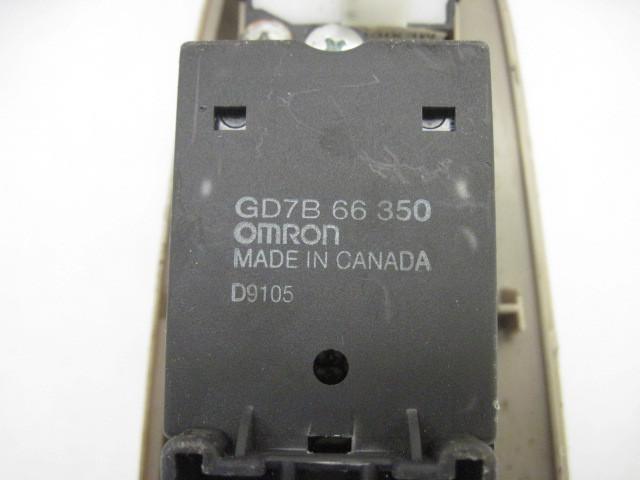 GD7B 66 350
OMRON
MADE IN CANADA
D9105